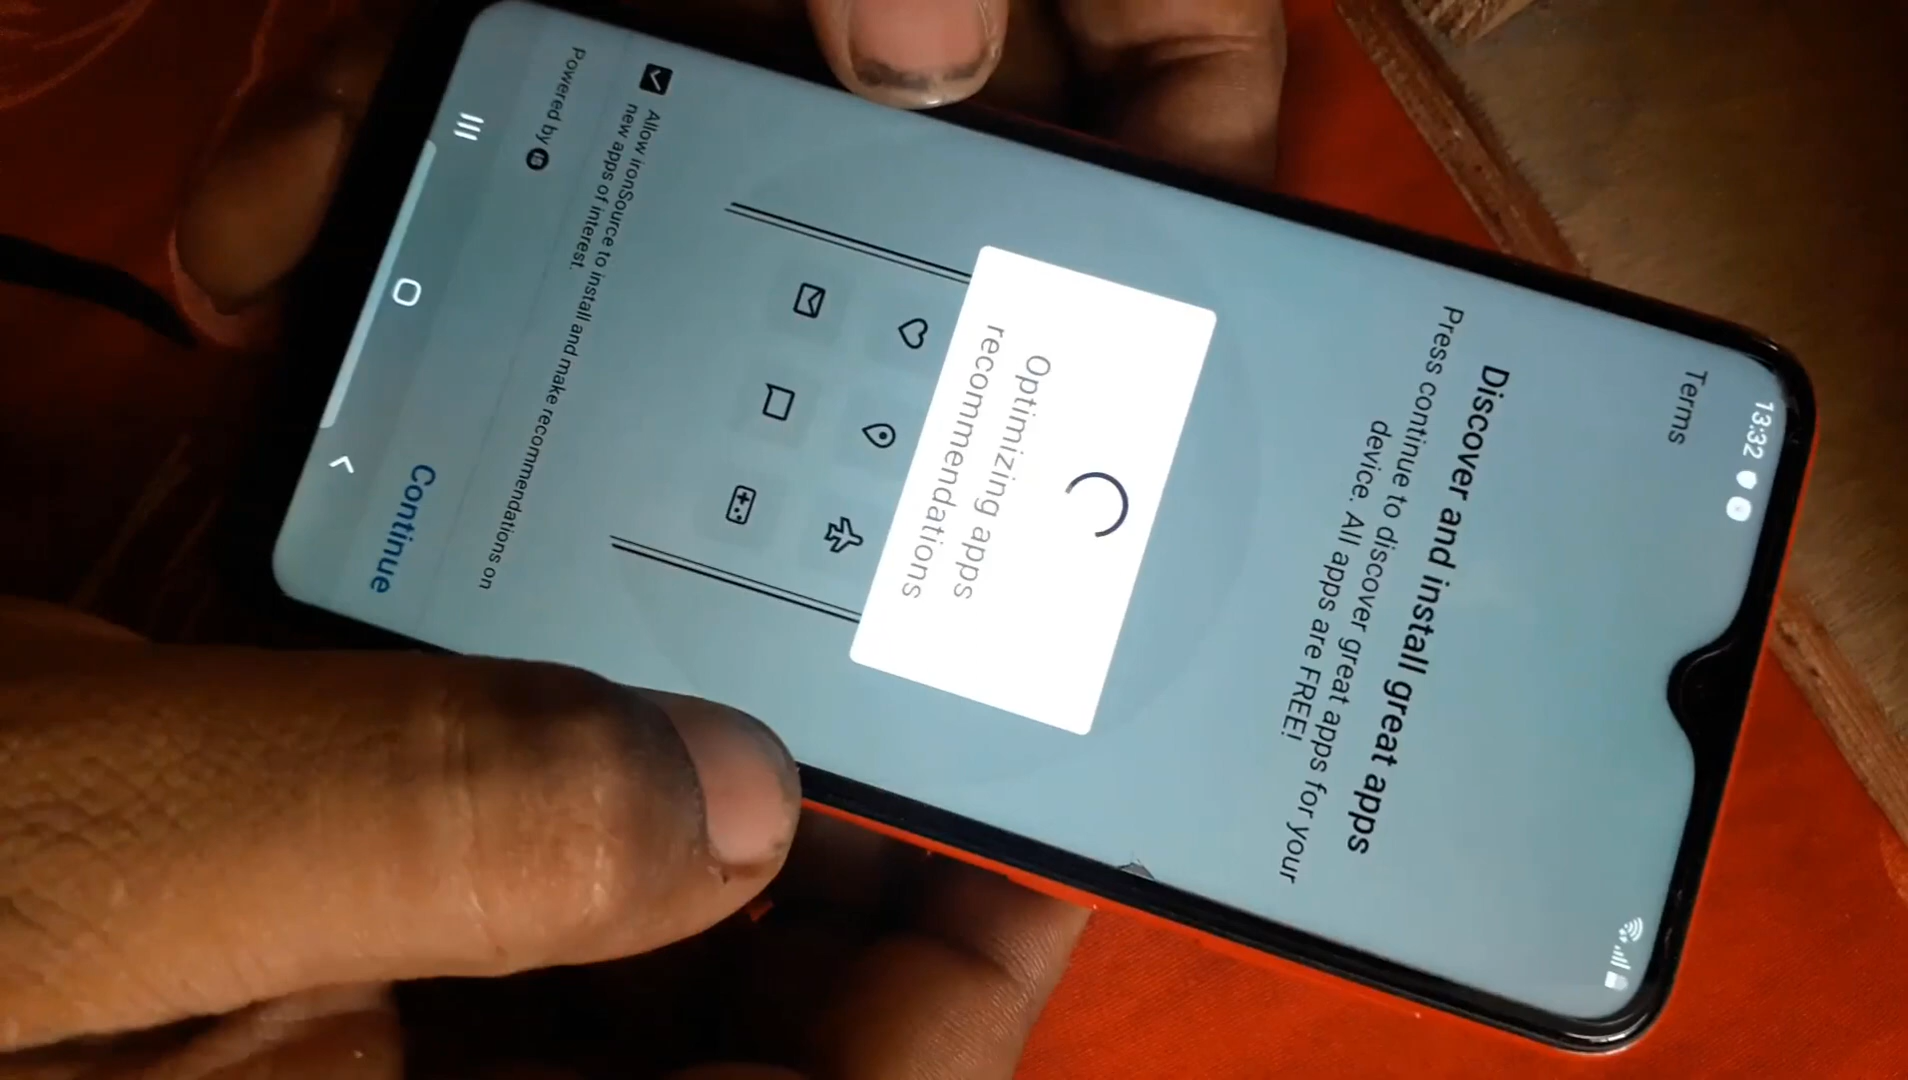 13:32
Terms
Discover and install great apps
Press continue to discover great apps for your
device. All apps are FREE!
Optimizing apps
recommendations
Allow ironSource to install and make recommendations on
new apps of interest.
Powered by iS
Continue